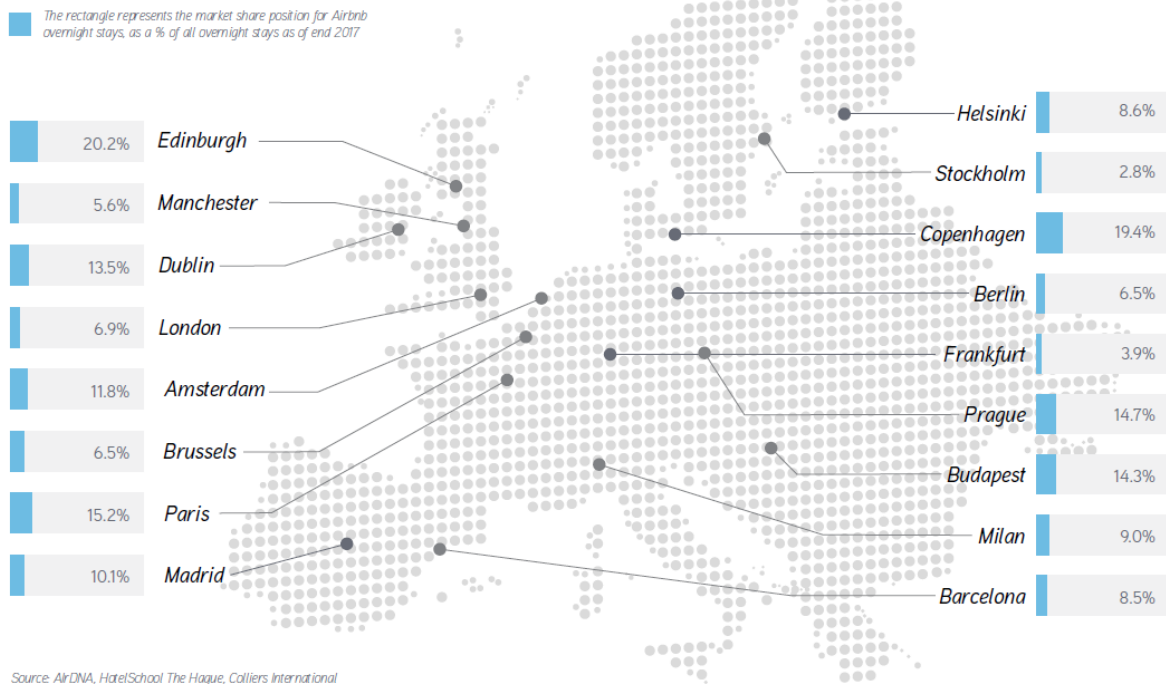 The rectangle represents the market share position for Airbnb
overnight stays, as a % of all overnight stays as of end 2017
20.2% Edinburgh
5.6% Manchester
13.5% Dublin
6.9% London
11.8% Amsterdam
6.5% Brussels
15.2% Paris
10.1% Madrid
Helsinki 8.6%
Stockholm 2.8%
Copenhagen 19.4%
Berlin 6.5%
Frankfurt 3.9%
Prague 14.7%
Budapest 14.3%
Milan 9.0%
Barcelona 8.5%
Source: AirDNA, HotelSchool The Hague, Colliers International